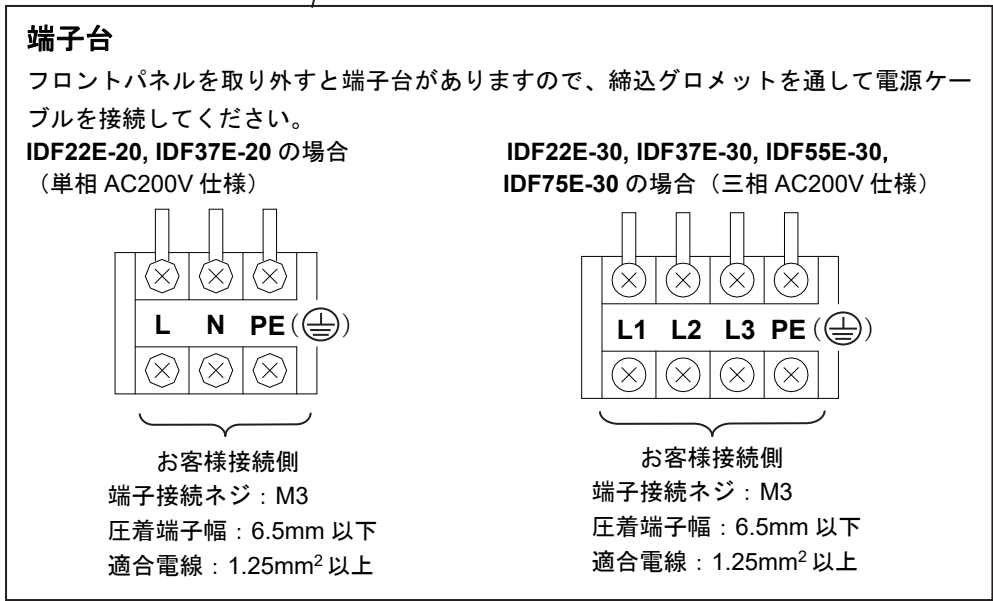 端子台
フロントパネルを取り外すと端子台がありますので、締込グロメットを通して電源ケー
ブルを接続してください。
IDF22E-20, IDF37E-20 の場合
（単相 AC200V 仕様）
L N PE（⏚）
お客様接続側
端子接続ネジ：M3
圧着端子幅：6.5mm 以下
適合電線：1.25mm² 以上
IDF22E-30, IDF37E-30, IDF55E-30,
IDF75E-30 の場合（三相 AC200V 仕様）
L1 L2 L3 PE（⏚）
お客様接続側
端子接続ネジ：M3
圧着端子幅：6.5mm 以下
適合電線：1.25mm² 以上